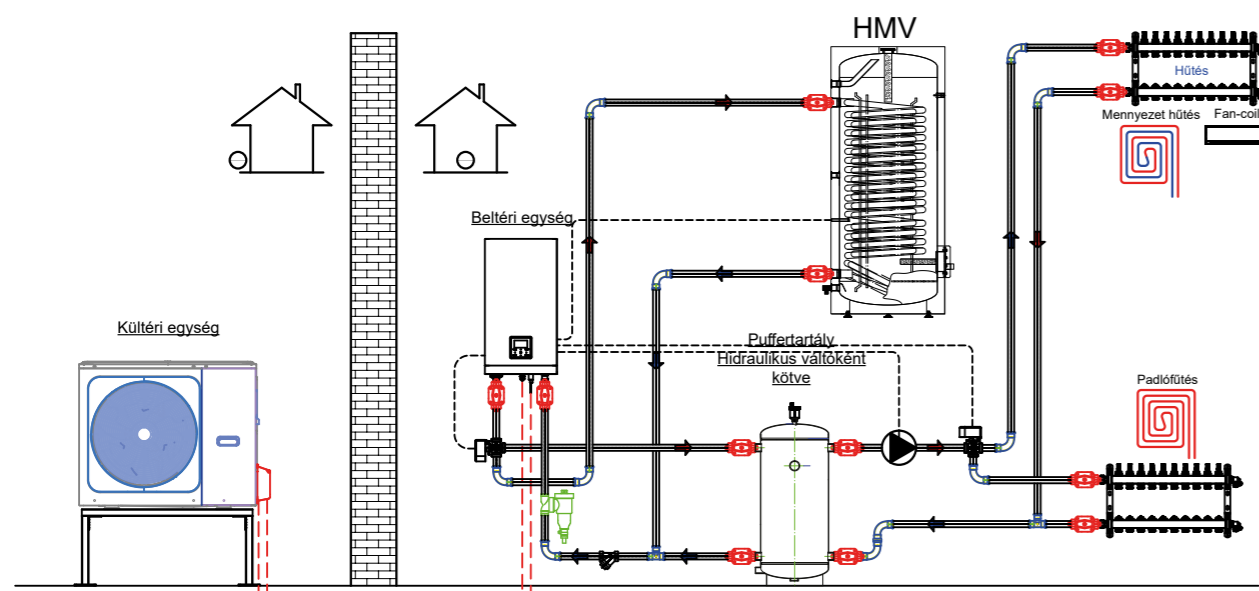 HMV
Hűtés
Mennyezet hűtés
Fan-coil
Beltéri egység
Kültéri egység
Puffertartály
Hidraulikus váltóként
kötve
Padlófűtés